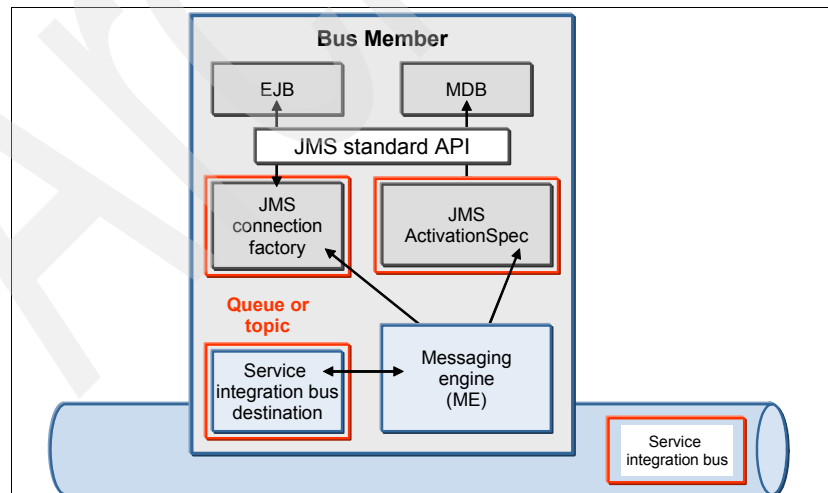 Bus Member
EJB
MDB
JMS standard API
JMS
connection
factory
JMS
ActivationSpec
Queue or
topic
Service
integration bus
destination
Messaging
engine
(ME)
Service
integration bus